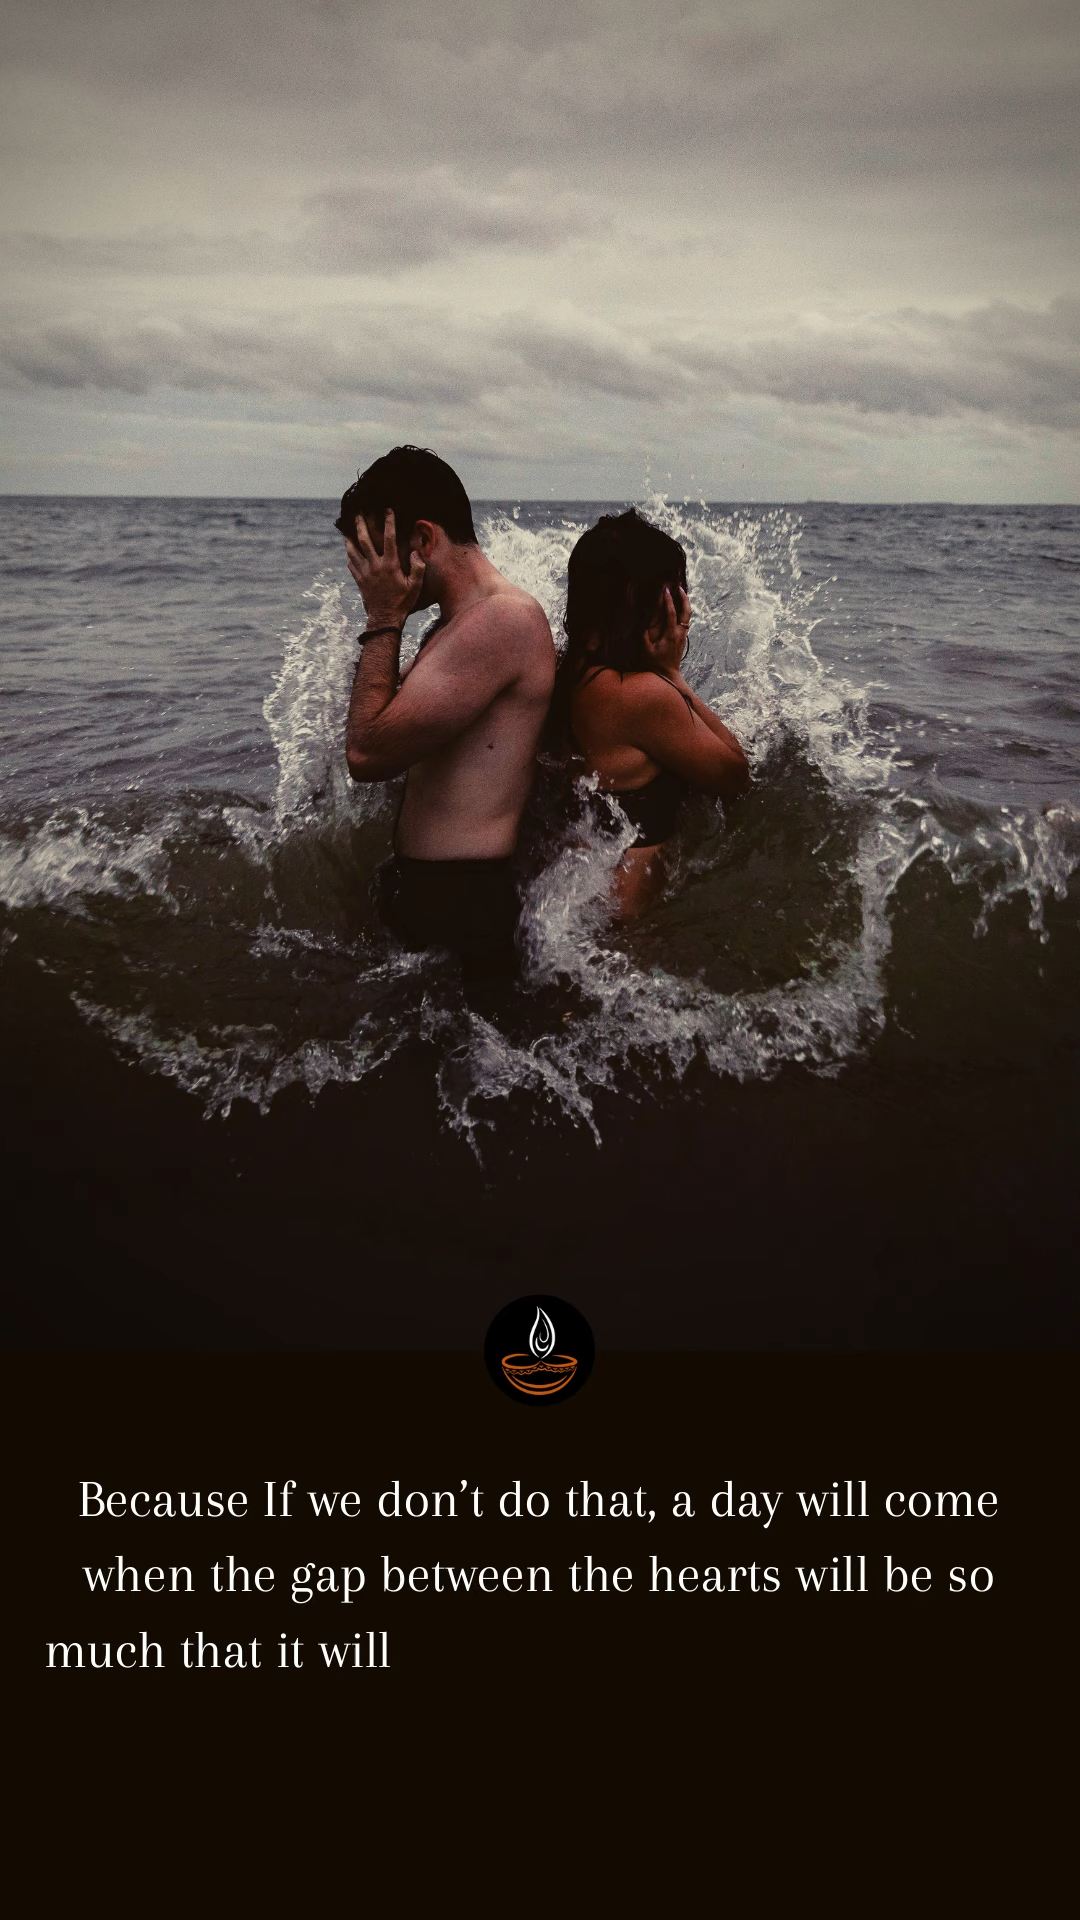 Because If we don’t do that, a day will come
when the gap between the hearts will be so
much that it will